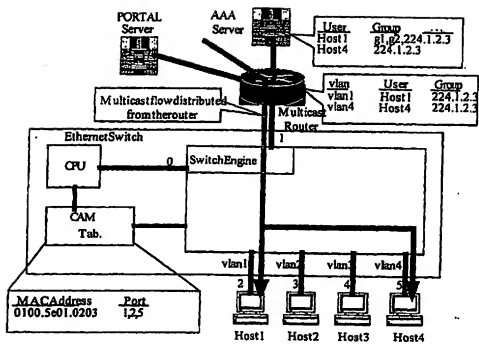 PORTAL
Server
AAA
Server
User Group ...
Host1 g1,g2,224.1.2.3
Host4 224.1.2.3
vlan User Group
vlan1 Host1 224.1.2.3
vlan4 Host4 224.1.2.3
Multicastflowdistributed
fromtherouter
Multicast
Router
EthernetSwitch
1
CPU
0
SwitchEngine
CAM
Tab.
vlan1 vlan2 vlan3 vlan4
2 3 4 5
MACAddress Port
0100.5e01.0203 1,2,5
Host1 Host2 Host3 Host4